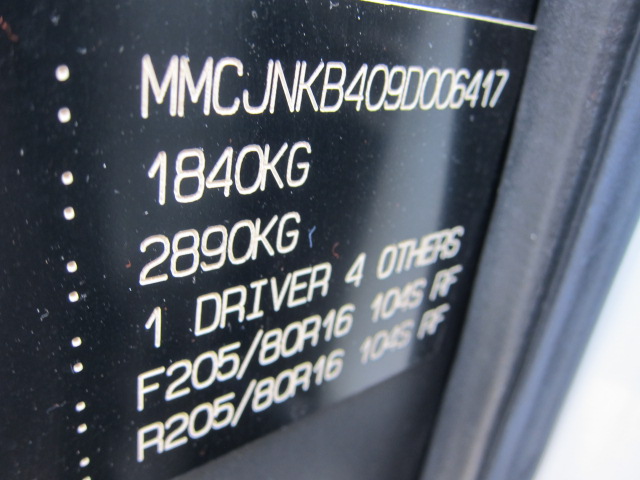 MMCJNKB409D006417
1840KG
2890KG
1 DRIVER 4 OTHERS
F205/80R16 104S RF
R205/80R16 104S RF